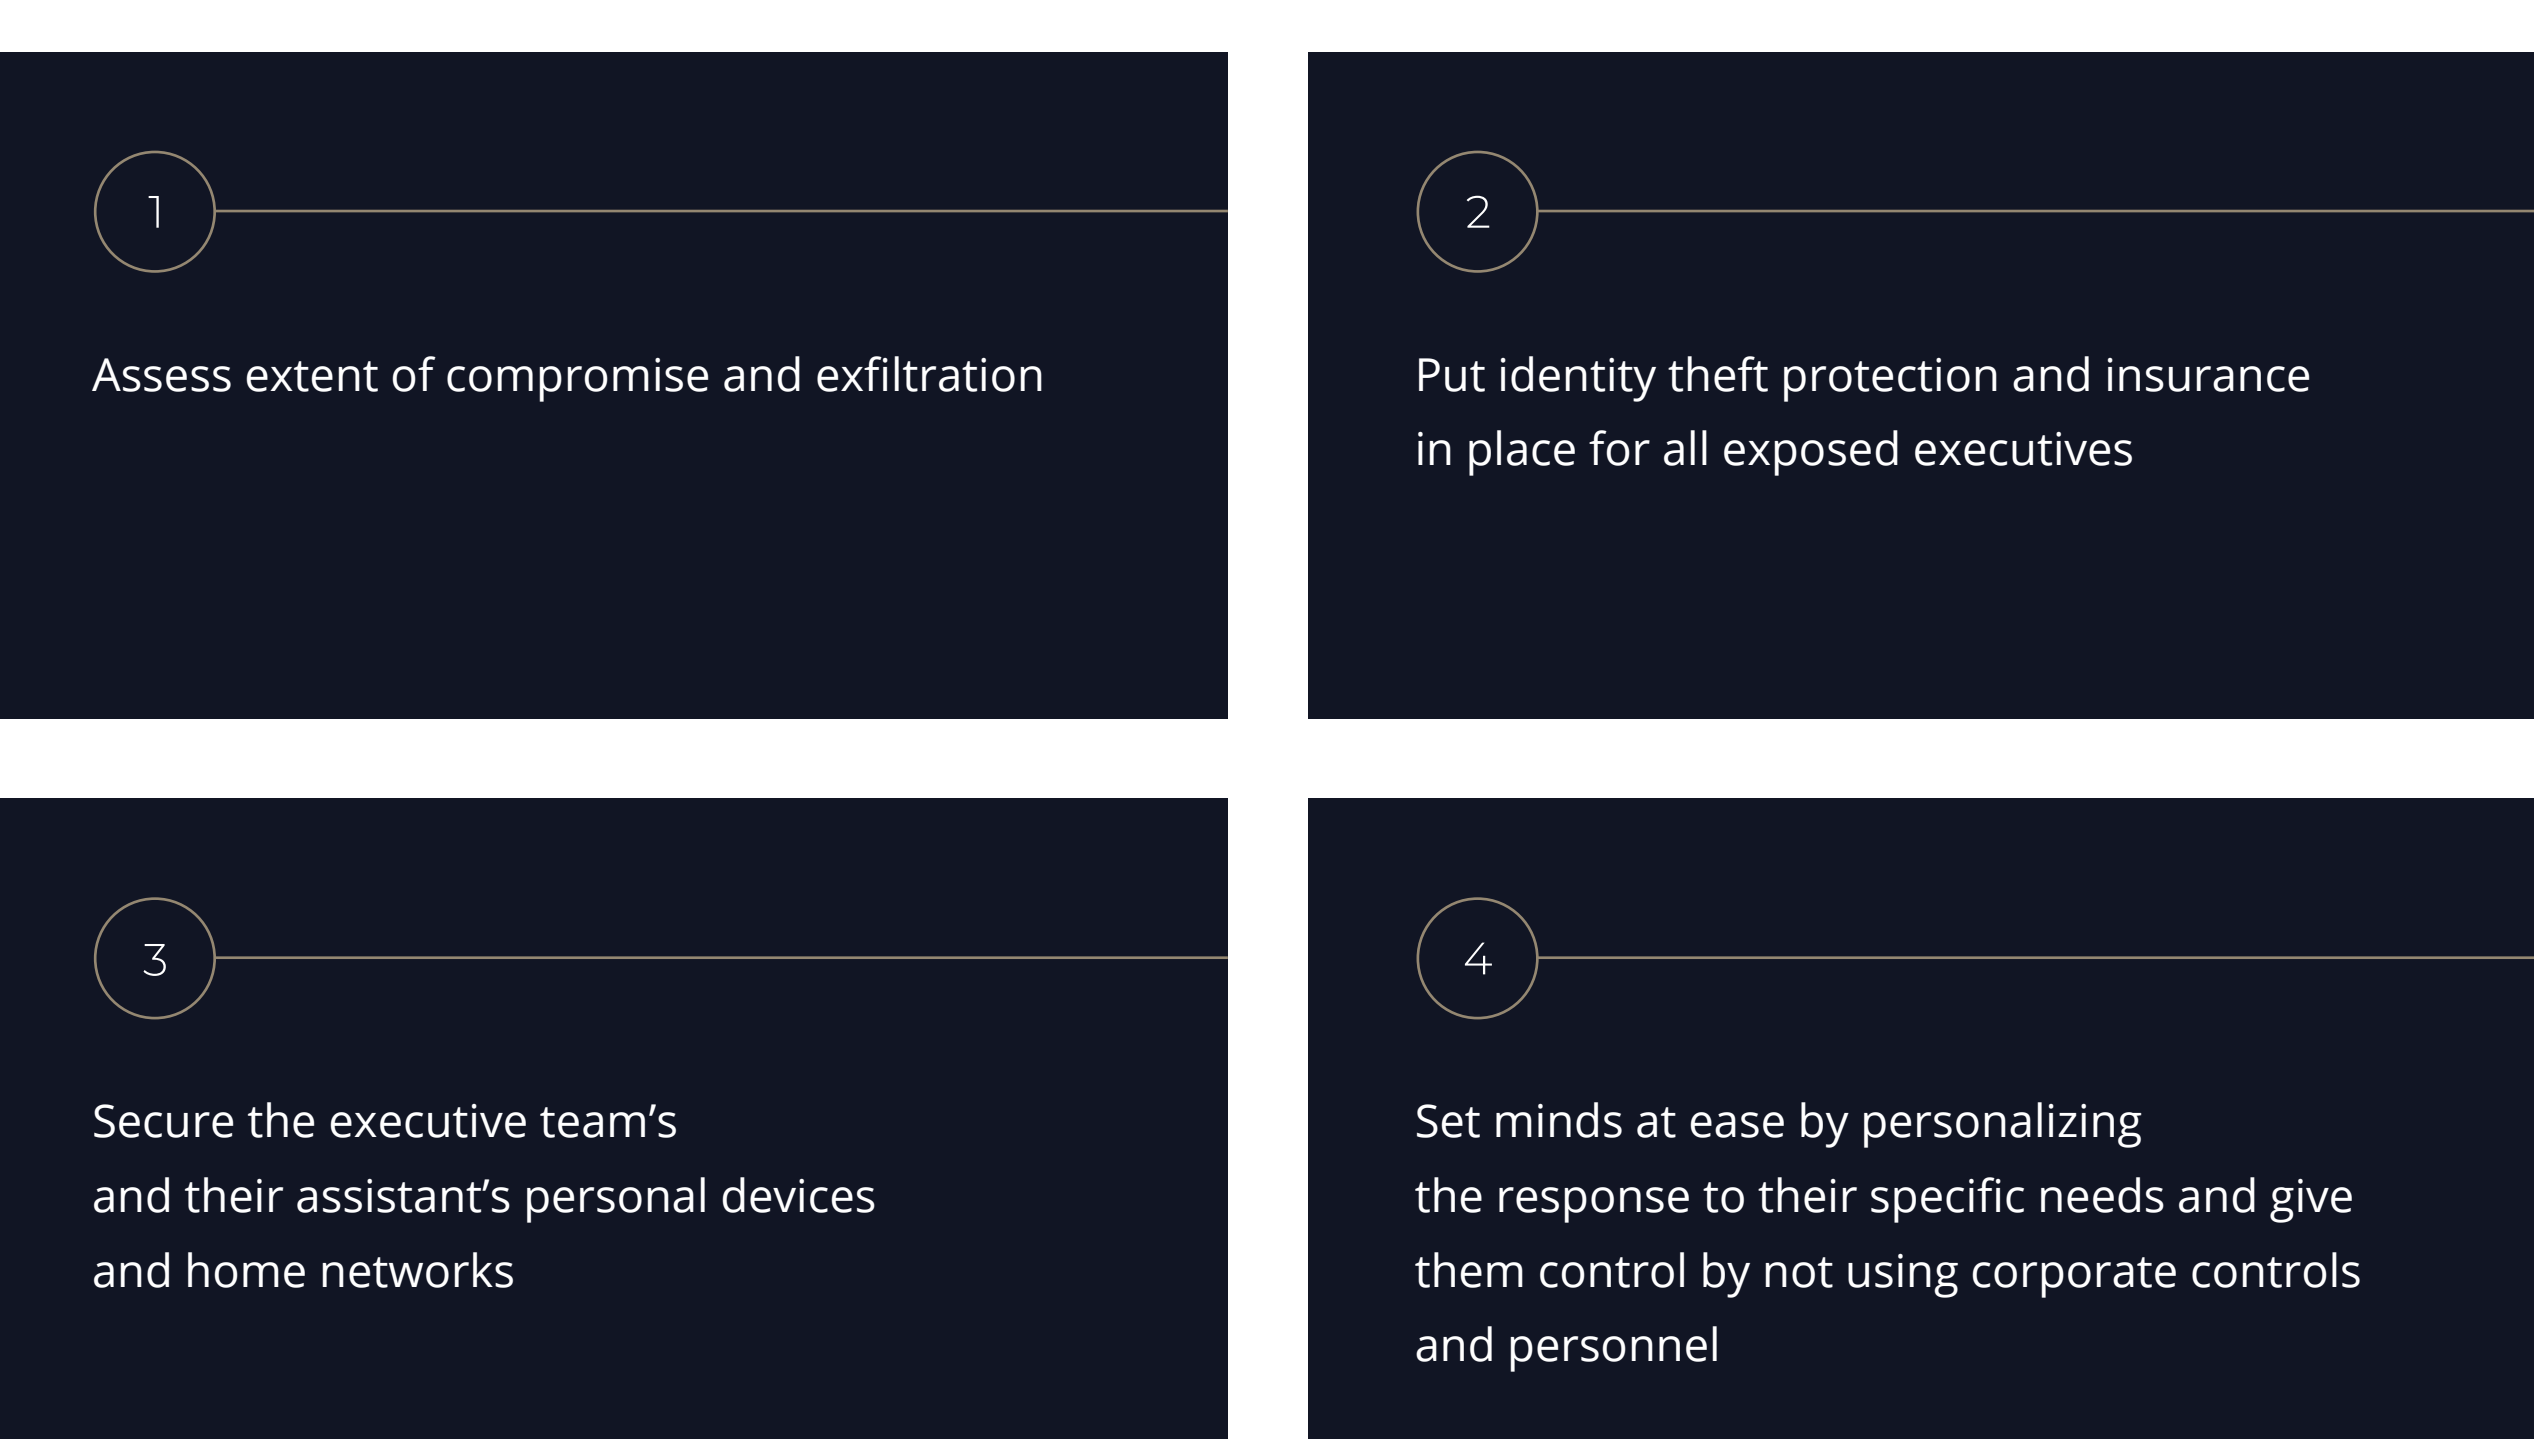 1
Assess extent of compromise and exfiltration
2
Put identity theft protection and insurance
in place for all exposed executives
3
Secure the executive team’s
and their assistant’s personal devices
and home networks
4
Set minds at ease by personalizing
the response to their specific needs and give
them control by not using corporate controls
and personnel